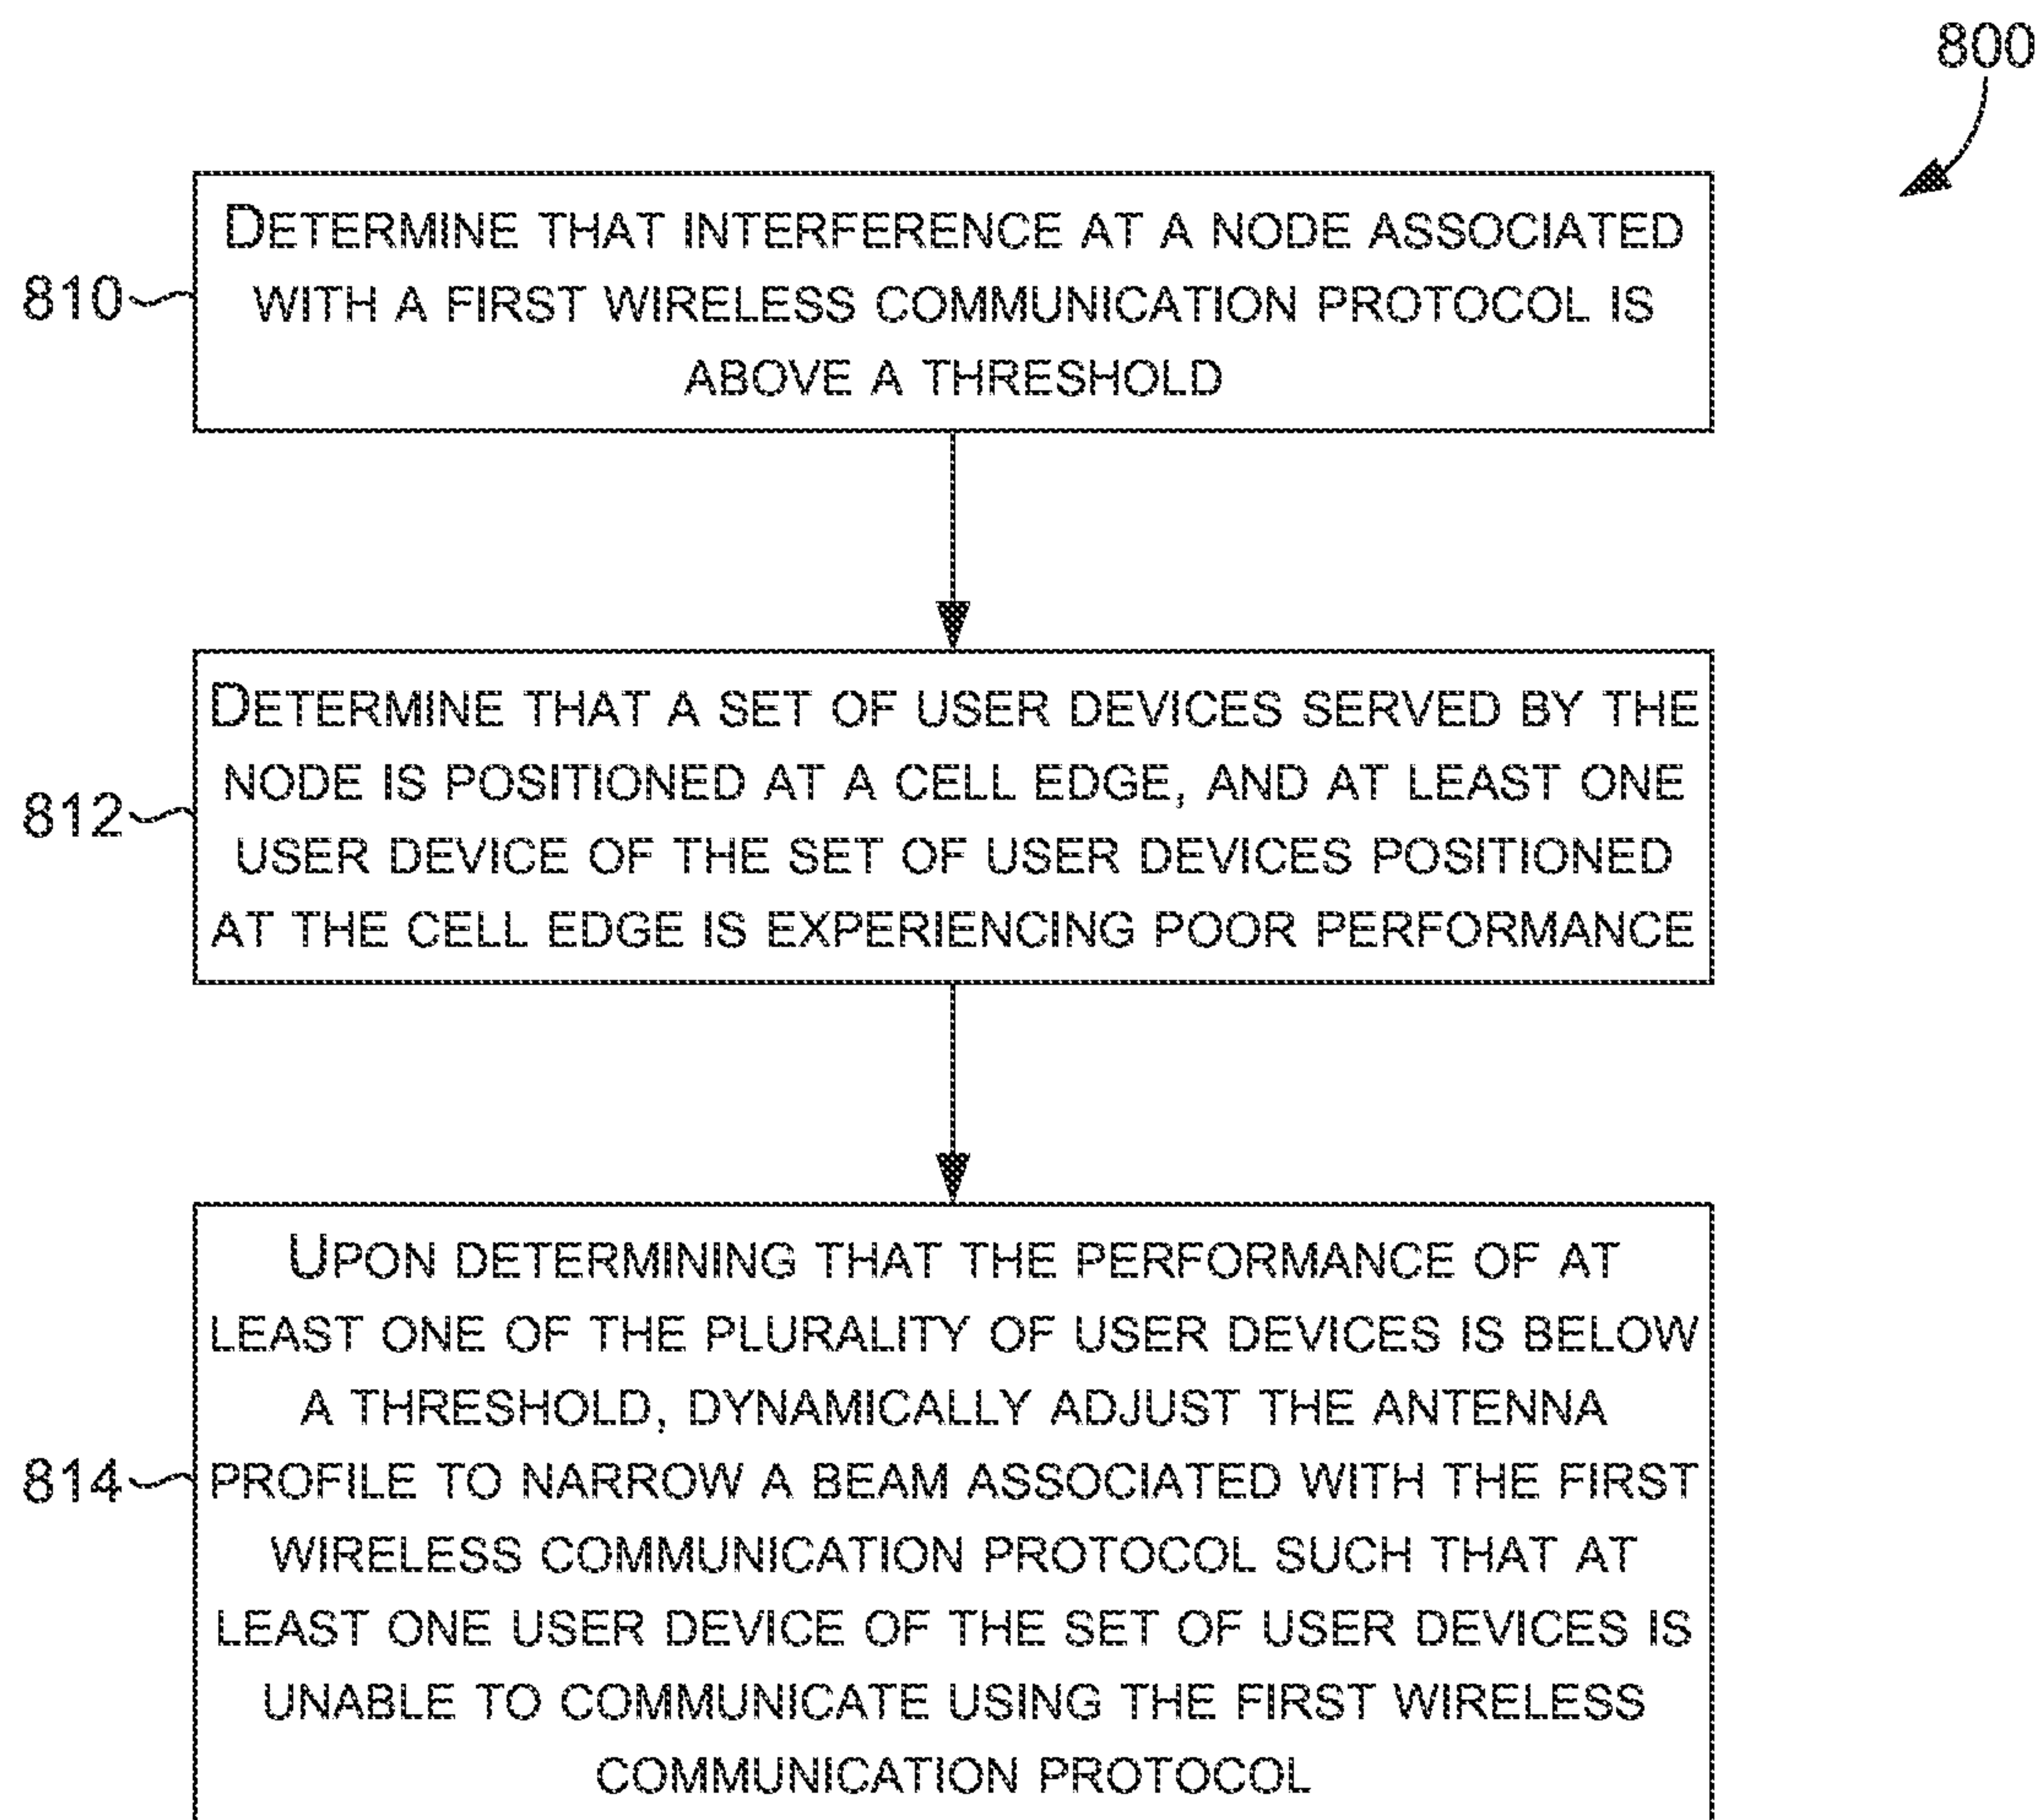 800
DETERMINE THAT INTERFERENCE AT A NODE ASSOCIATED
WITH A FIRST WIRELESS COMMUNICATION PROTOCOL IS
ABOVE A THRESHOLD
810
DETERMINE THAT A SET OF USER DEVICES SERVED BY THE
NODE IS POSITIONED AT A CELL EDGE, AND AT LEAST ONE
USER DEVICE OF THE SET OF USER DEVICES POSITIONED
AT THE CELL EDGE IS EXPERIENCING POOR PERFORMANCE
812
UPON DETERMINING THAT THE PERFORMANCE OF AT
LEAST ONE OF THE PLURALITY OF USER DEVICES IS BELOW
A THRESHOLD, DYNAMICALLY ADJUST THE ANTENNA
PROFILE TO NARROW A BEAM ASSOCIATED WITH THE FIRST
WIRELESS COMMUNICATION PROTOCOL SUCH THAT AT
LEAST ONE USER DEVICE OF THE SET OF USER DEVICES IS
UNABLE TO COMMUNICATE USING THE FIRST WIRELESS
COMMUNICATION PROTOCOL
814